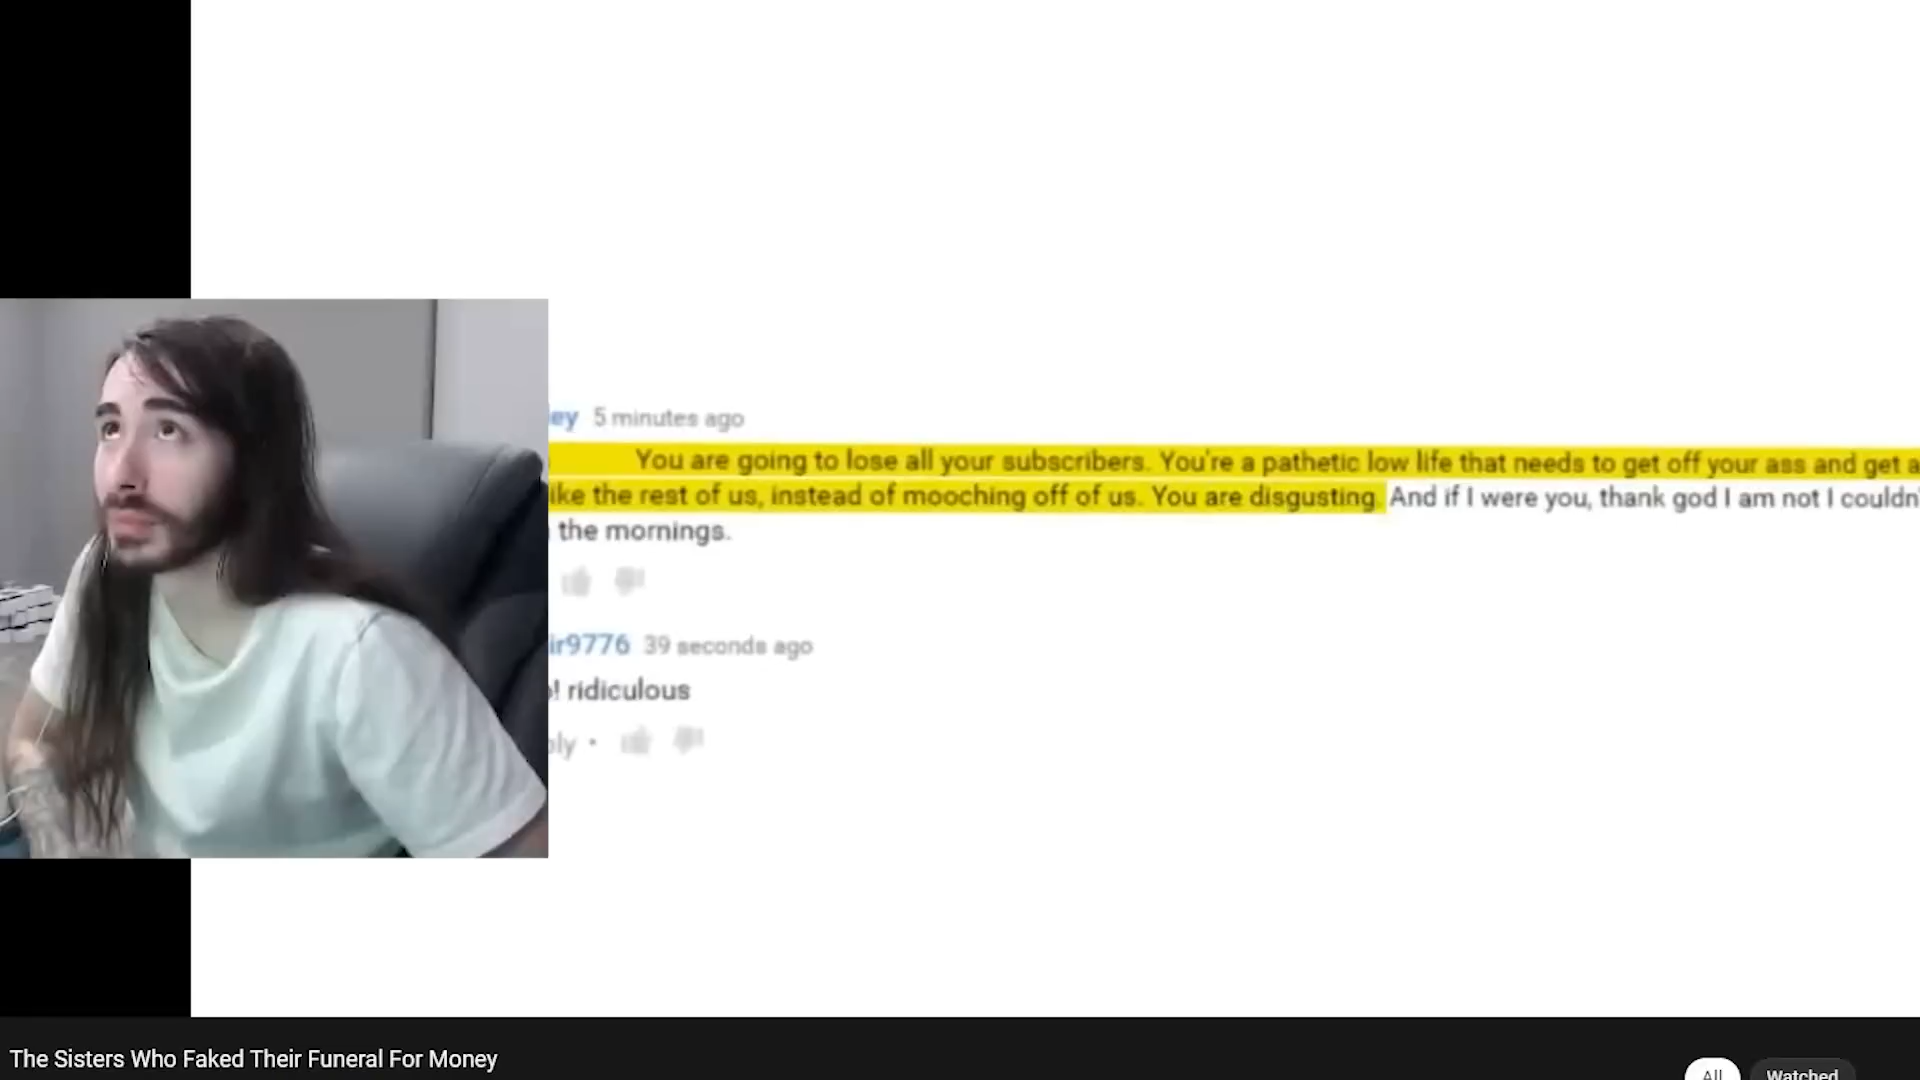 ey 5 minutes ago
You are going to lose all your subscribers. You're a pathetic low life that needs to get off your ass and get a
ike the rest of us, instead of mooching off of us. You are disgusting. And if I were you, thank god I am not I couldn'
the mornings.
ir9776 39 seconds ago
! ridiculous
ly •
The Sisters Who Faked Their Funeral For Money
All Watched